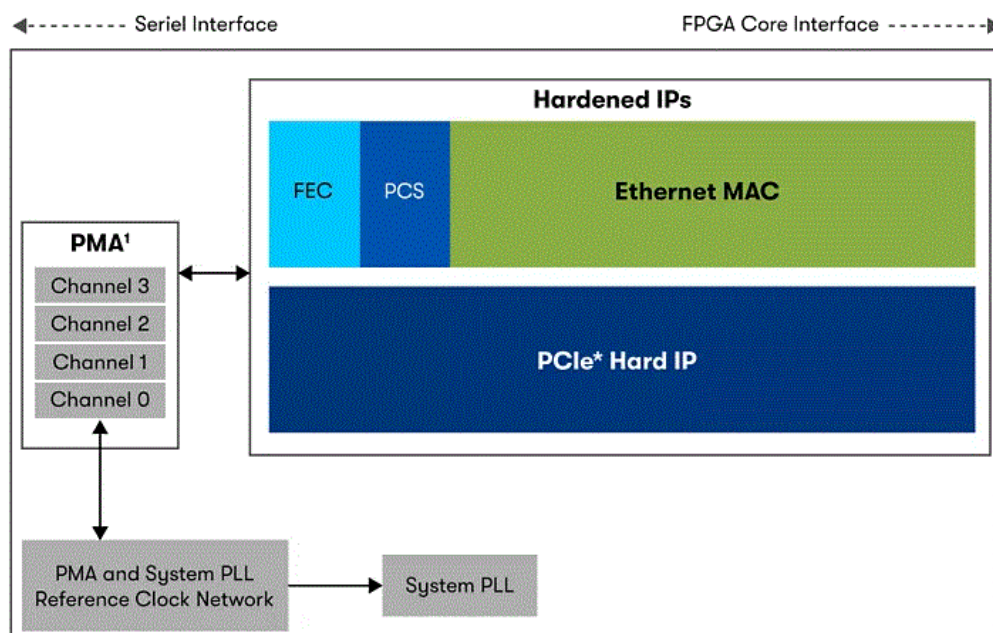 Seriel Interface
FPGA Core Interface
Hardened IPs
FEC
PCS
Ethernet MAC
PMA¹
Channel 3
Channel 2
Channel 1
Channel 0
PCIe* Hard IP
PMA and System PLL
Reference Clock Network
System PLL